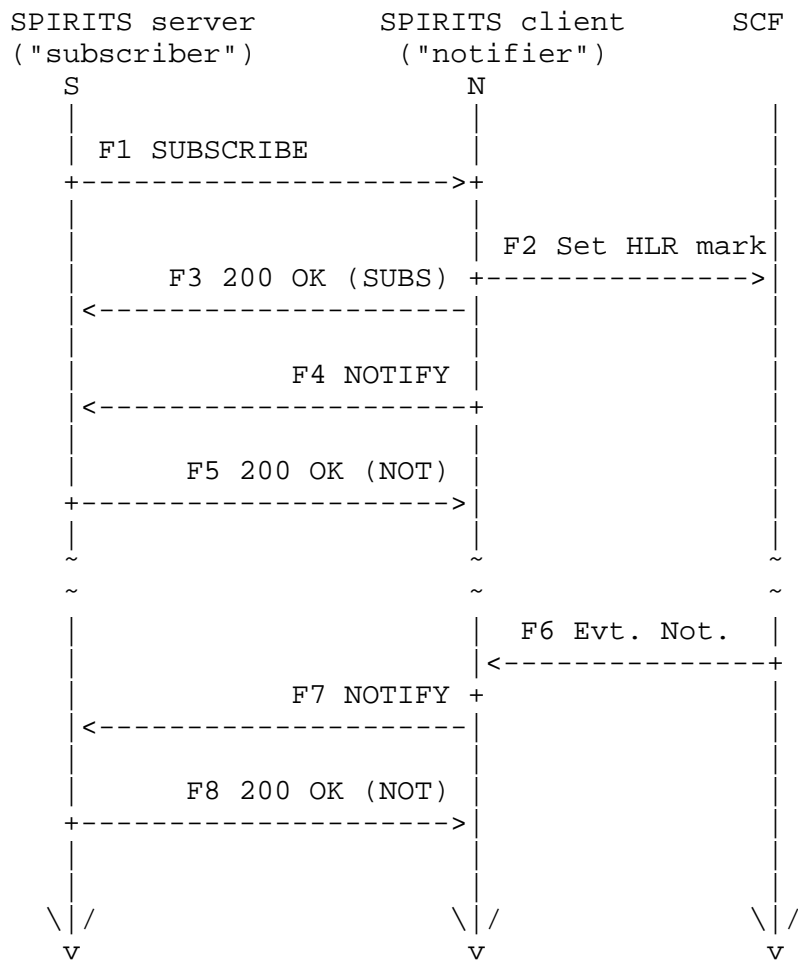 SPIRITS server SPIRITS client SCF
("subscriber") ("notifier")
S N
F1 SUBSCRIBE
F2 Set HLR mark
F3 200 OK (SUBS)
F4 NOTIFY
F5 200 OK (NOT)
~ ~ ~
~ ~ ~
F6 Evt. Not.
F7 NOTIFY
F8 200 OK (NOT)
v v v